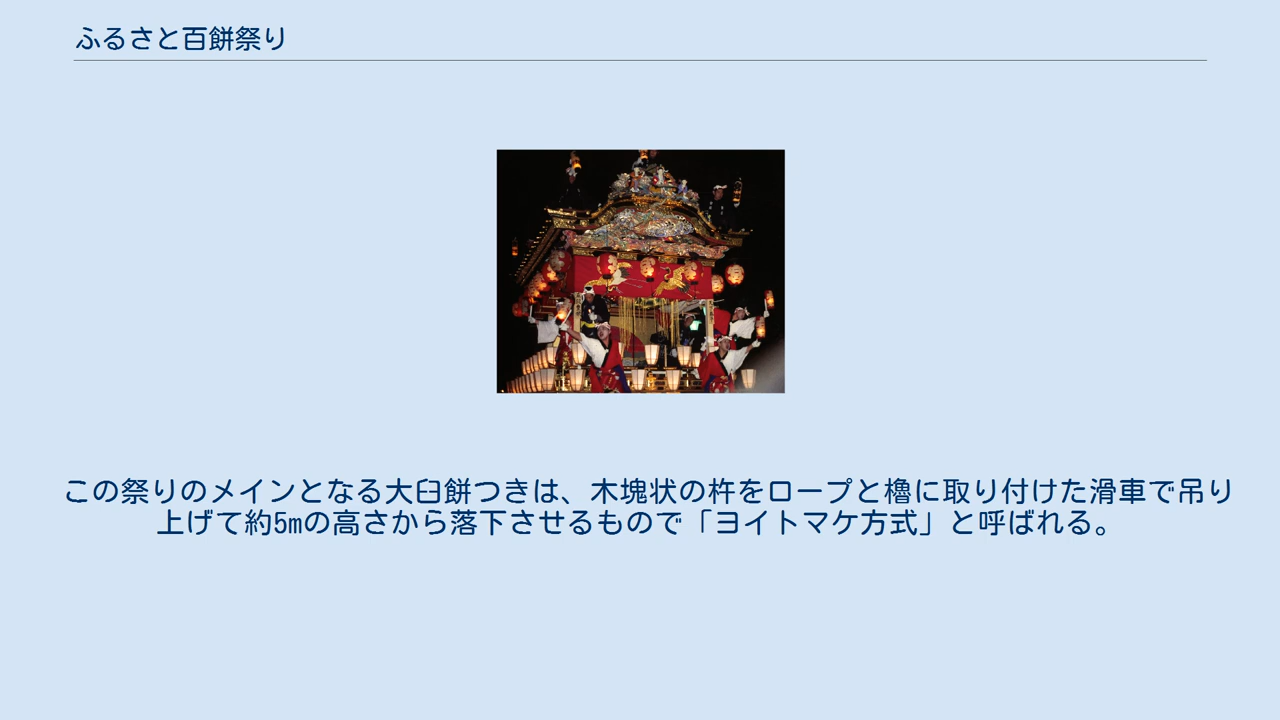 ふるさと百餅祭り
この祭りのメインとなる大臼餅つきは、木塊状の杵をロープと櫓に取り付けた滑車で吊り
上げて約5mの高さから落下させるもので「ヨイトマケ方式」と呼ばれる。